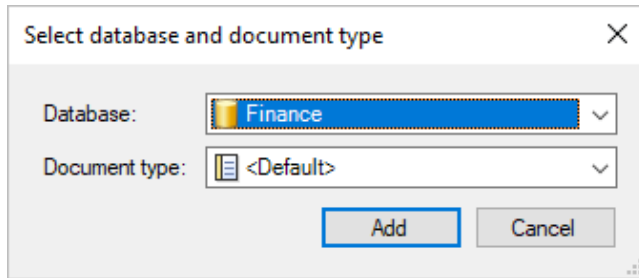 Select database and document type
Database: Finance
Document type: <Default>
Add Cancel